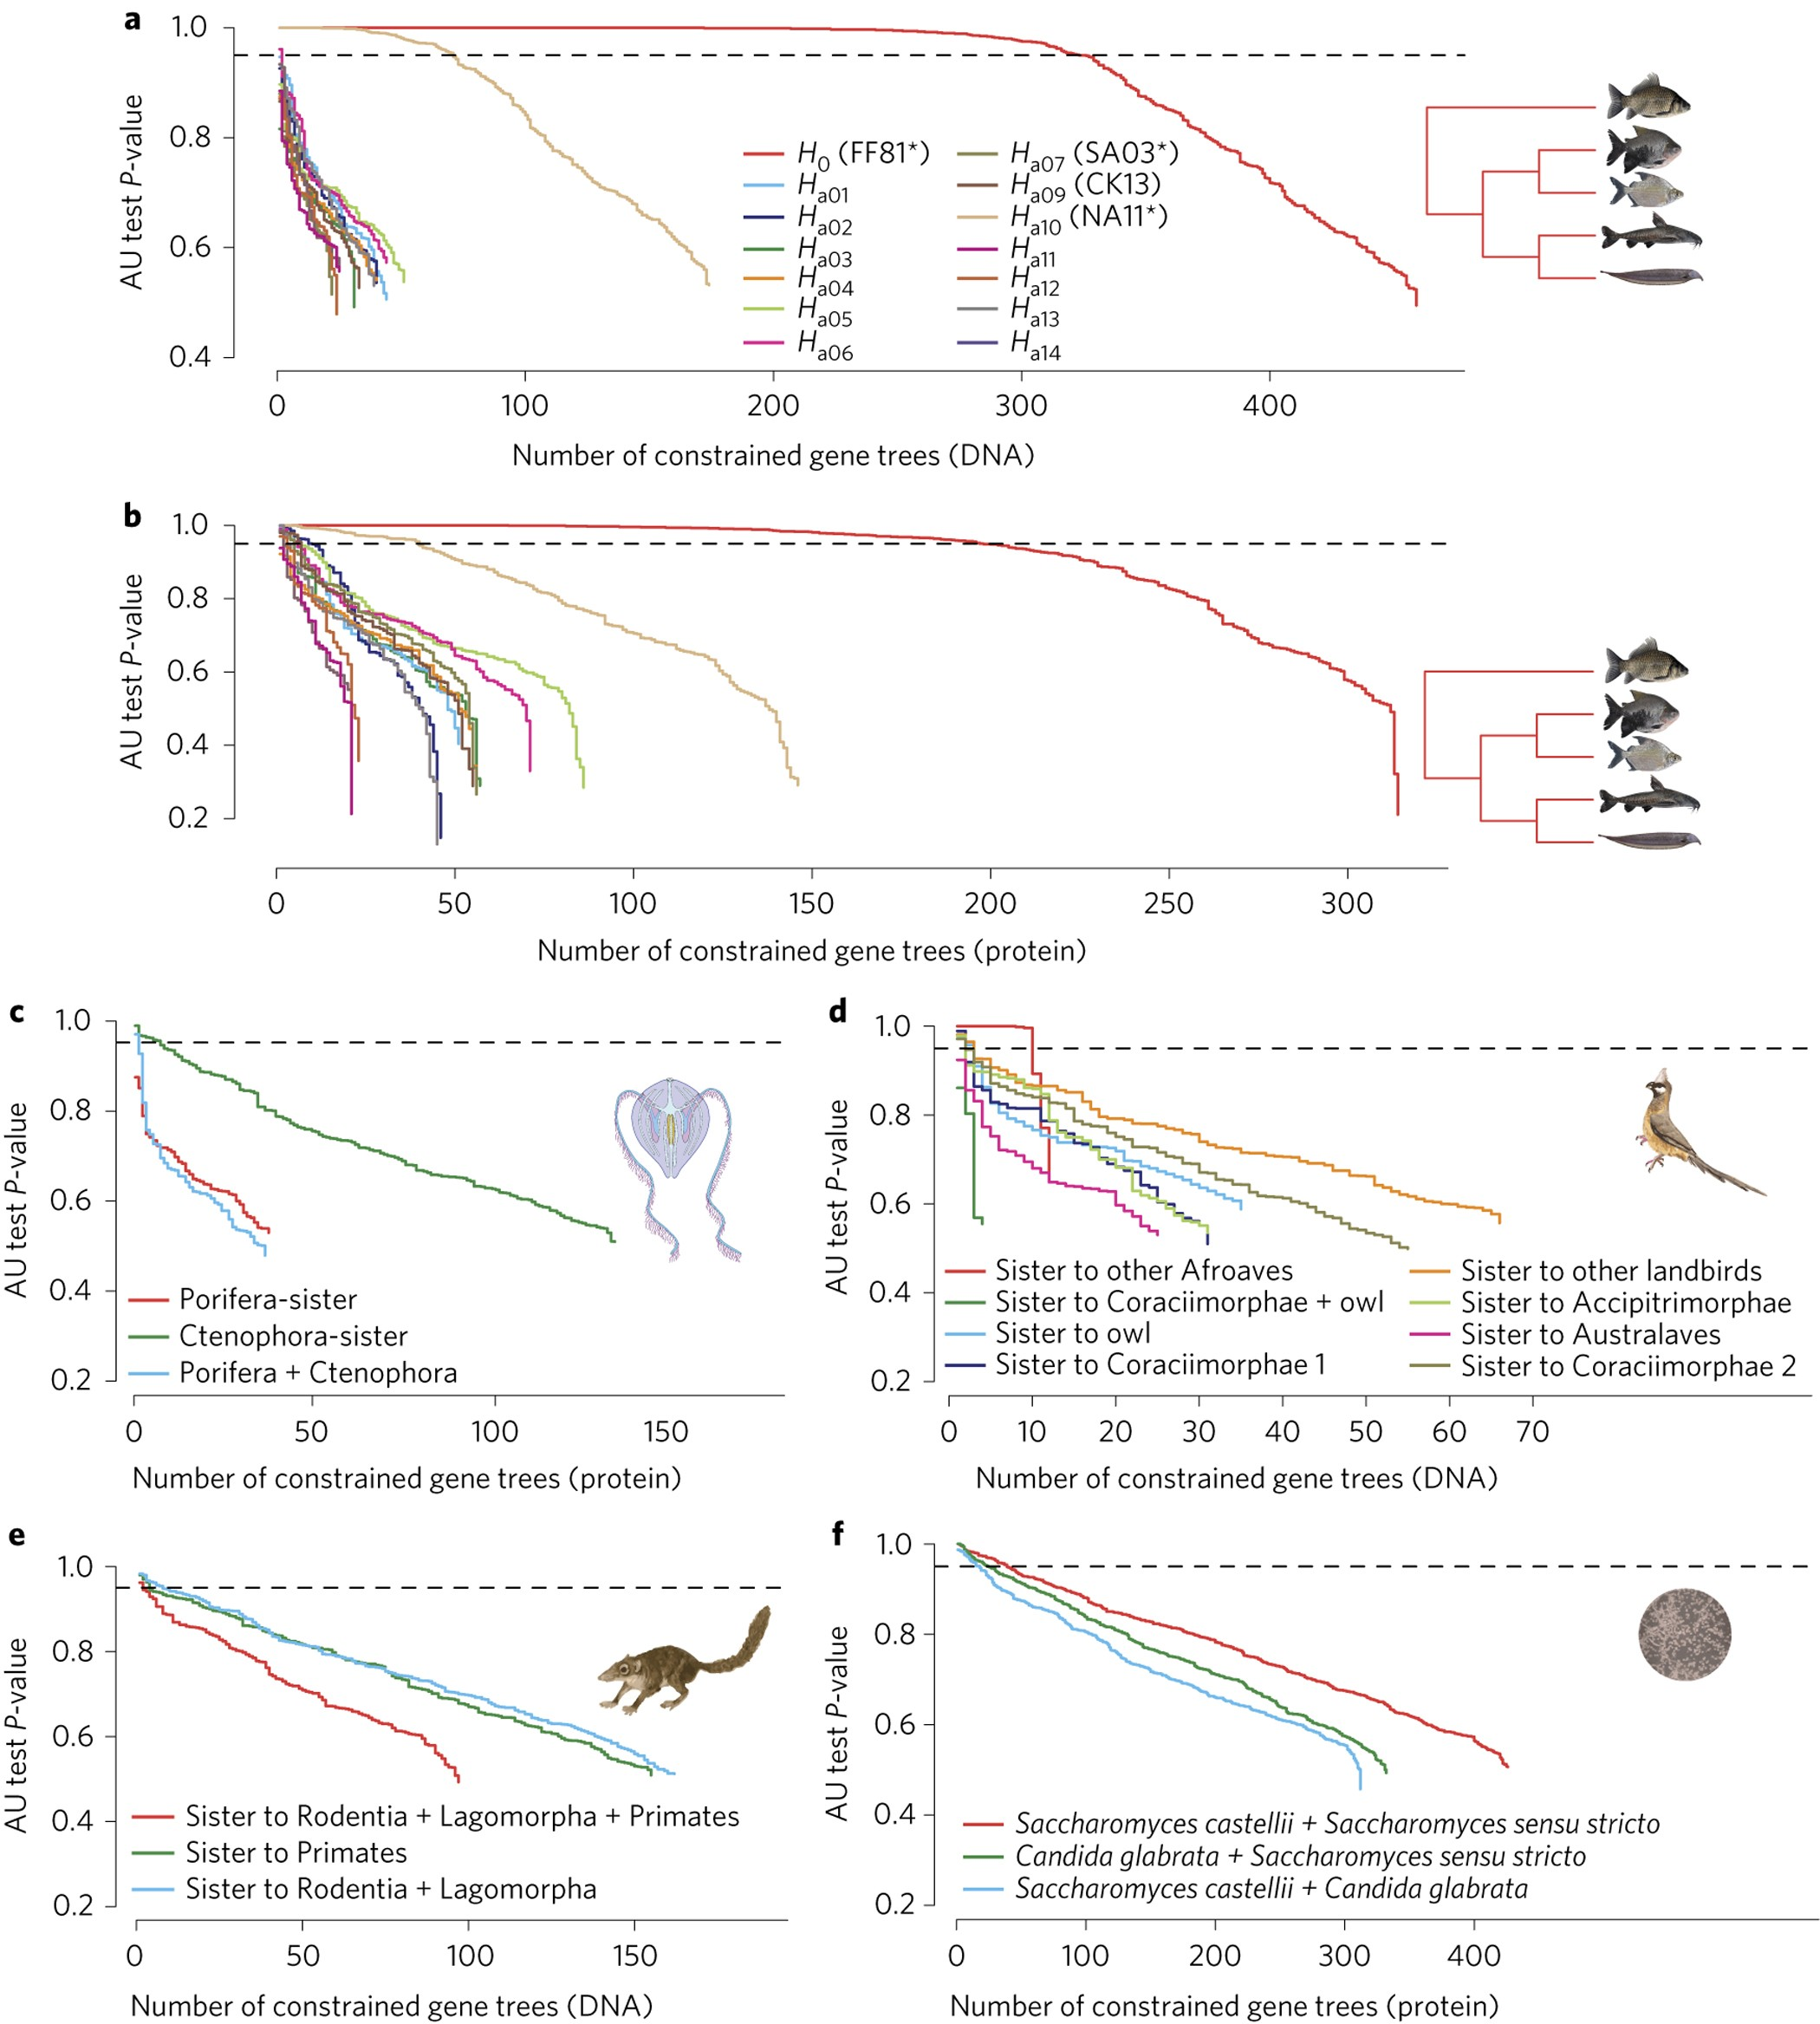 a
1.0
0.8
0.6
0.4
AU test P-value
H0 (FF81*)
Ha01
Ha02
Ha03
Ha04
Ha05
Ha06
Ha07 (SA03*)
Ha09 (CK13)
Ha10 (NA11*)
Ha11
Ha12
Ha13
Ha14
0 100 200 300 400
Number of constrained gene trees (DNA)
b
1.0
0.8
0.6
0.4
0.2
AU test P-value
0 50 100 150 200 250 300
Number of constrained gene trees (protein)
c
1.0
0.8
0.6
0.4
0.2
AU test P-value
Porifera-sister
Ctenophora-sister
Porifera + Ctenophora
0 50 100 150
Number of constrained gene trees (protein)
d
1.0
0.8
0.6
0.4
0.2
AU test P-value
Sister to other Afroaves
Sister to Coraciimorphae + owl
Sister to owl
Sister to Coraciimorphae 1
Sister to other landbirds
Sister to Accipitrimorphae
Sister to Australaves
Sister to Coraciimorphae 2
0 10 20 30 40 50 60 70
Number of constrained gene trees (DNA)
e
1.0
0.8
0.6
0.4
0.2
AU test P-value
Sister to Rodentia + Lagomorpha + Primates
Sister to Primates
Sister to Rodentia + Lagomorpha
0 50 100 150
Number of constrained gene trees (DNA)
f
1.0
0.8
0.6
0.4
0.2
AU test P-value
Saccharomyces castellii + Saccharomyces sensu stricto
Candida glabrata + Saccharomyces sensu stricto
Saccharomyces castellii + Candida glabrata
0 100 200 300 400
Number of constrained gene trees (protein)